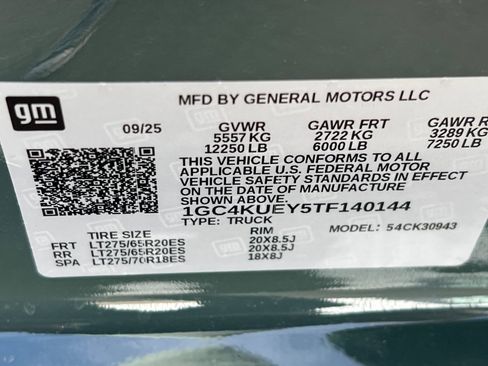 gm
MFD BY GENERAL MOTORS LLC
09/25 GVWR GAWR FRT GAWR R
5557 KG 2722 KG 3289 KG
12250 LB 6000 LB 7250 LB
THIS VEHICLE CONFORMS TO ALL
APPLICABLE U.S. FEDERAL MOTOR
VEHICLE SAFETY STANDARDS IN EFFECT
ON THE DATE OF MANUFACTURE
SHOWN ABOVE.
1GC4KUEY5TF140144
TYPE: TRUCK
TIRE SIZE RIM MODEL: 54CK30943
FRT LT275/65R20ES 20X8.5J
RR LT275/65R20ES 20X8.5J
SPA LT275/70R18ES 18X8J